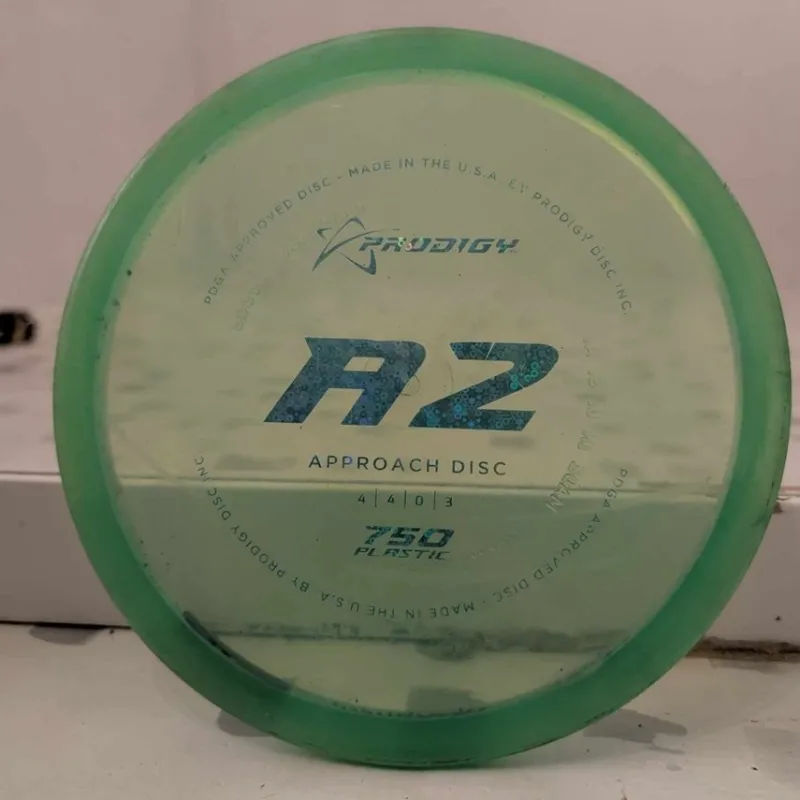 PDGA APPROVED DISC - MADE IN THE U.S.A. BY PRODIGY DISC INC.
PRODIGY
A2
APPROACH DISC
4|4|0|3
750
PLASTIC
PDGA APPROVED DISC - MADE IN THE U.S.A. BY PRODIGY DISC INC.